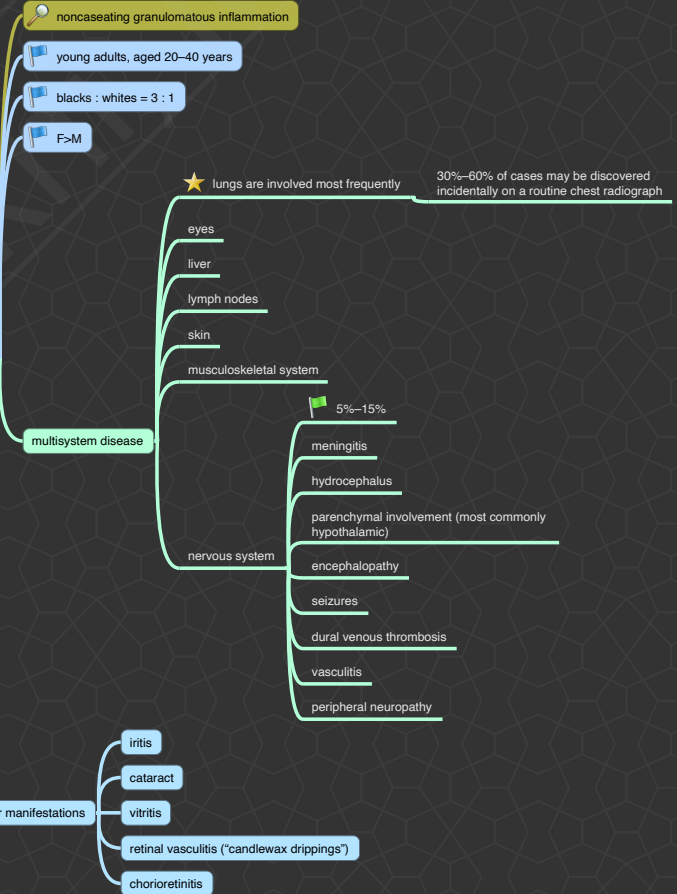 noncaseating granulomatous inflammation
young adults, aged 20–40 years
blacks : whites = 3 : 1
F>M
lungs are involved most frequently
30%–60% of cases may be discovered
incidentally on a routine chest radiograph
eyes
liver
lymph nodes
skin
musculoskeletal system
multisystem disease
5%–15%
meningitis
hydrocephalus
parenchymal involvement (most commonly
hypothalamic)
nervous system
encephalopathy
seizures
dural venous thrombosis
vasculitis
peripheral neuropathy
iritis
cataract
manifestations
vitritis
retinal vasculitis (“candlewax drippings”)
chorioretinitis